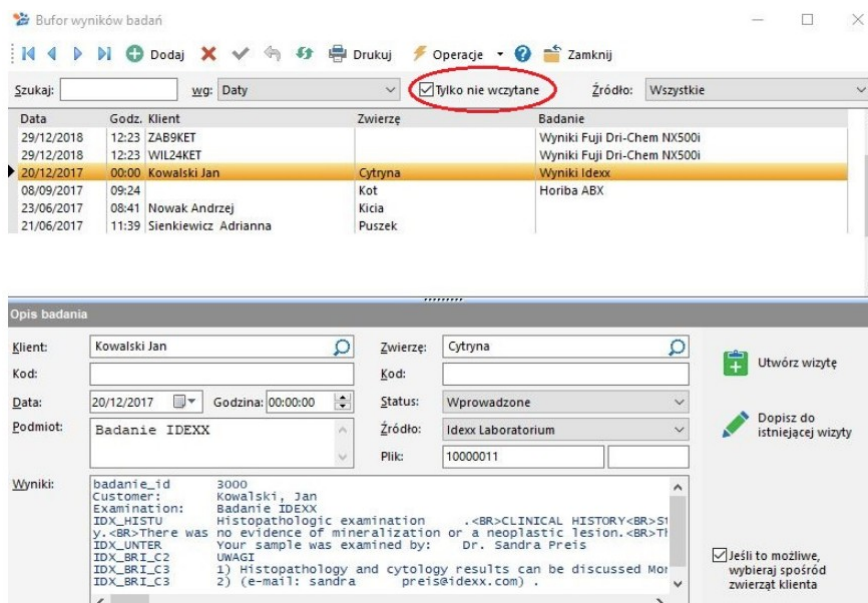 Bufor wyników badań
Dodaj Drukuj Operacje Zamknij
Szukaj: wg: Daty Tylko nie wczytane Źródło: Wszystkie
Data Godz. Klient Zwierzę Badanie
29/12/2018 12:23 ZAB9KET Wyniki Fuji Dri-Chem NX500i
29/12/2018 12:23 WIL24KET Wyniki Fuji Dri-Chem NX500i
20/12/2017 00:00 Kowalski Jan Cytryna Wyniki Idexx
08/09/2017 09:24 Kot Horiba ABX
23/06/2017 08:41 Nowak Andrzej Kicia
21/06/2017 11:39 Sienkiewicz Adrianna Puszek
Opis badania
Klient: Kowalski Jan Zwierzę: Cytryna
Utwórz wizytę
Kod: Kod:
Data: 20/12/2017 Godzina: 00:00:00 Status: Wprowadzone
Dopisz do
istniejącej wizyty
Podmiot: Badanie IDEXX Źródło: Idexx Laboratorium
Plik: 10000011
Wyniki: badanie_id 3000
Customer: Kowalski, Jan
Examination: Badanie IDEXX
IDX_HISTU Histopathologic examination .<BR>CLINICAL HISTORY<BR>
y.<BR>There was no evidence of mineralization or a neoplastic lesion.<BR>
IDX_UNTER Your sample was examined by: Dr. Sandra Preis
IDX_BRI_C2 UWAGI
IDX_BRI_C3 1) Histopathology and cytology results can be discussed
IDX_BRI_C3 2) (e-mail: sandra preis@idexx.com) .
Jeśli to możliwe,
wybieraj spośród
zwierząt klienta